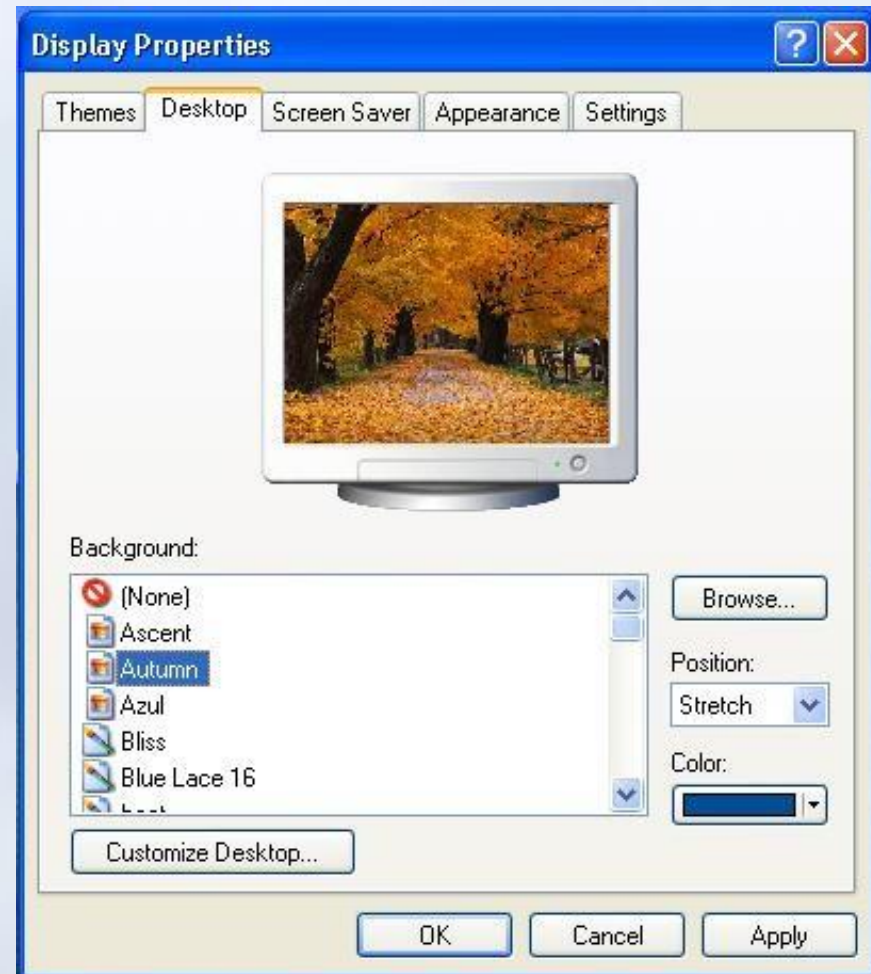 Display Properties
Themes Desktop Screen Saver Appearance Settings
Background:
(None)
Ascent
Autumn
Azul
Bliss
Blue Lace 16
Browse...
Position:
Stretch
Color:
Customize Desktop...
OK Cancel Apply